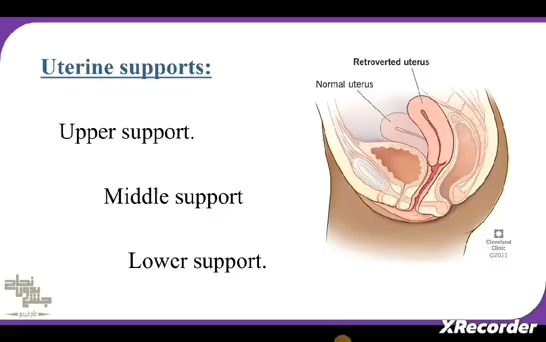 Uterine supports:
Retroverted uterus
Normal uterus
Upper support.
Middle support
Lower support.
Cleveland
Clinic
©2021
XRecorder